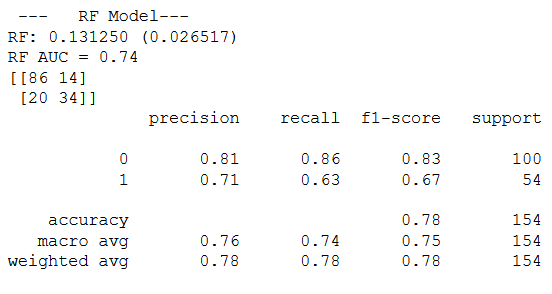 ---   RF Model---
RF: 0.131250 (0.026517)
RF AUC = 0.74
[[86 14]
 [20 34]]
              precision    recall  f1-score   support

           0       0.81      0.86      0.83       100
           1       0.71      0.63      0.67        54

    accuracy                           0.78       154
   macro avg       0.76      0.74      0.75       154
weighted avg       0.78      0.78      0.78       154